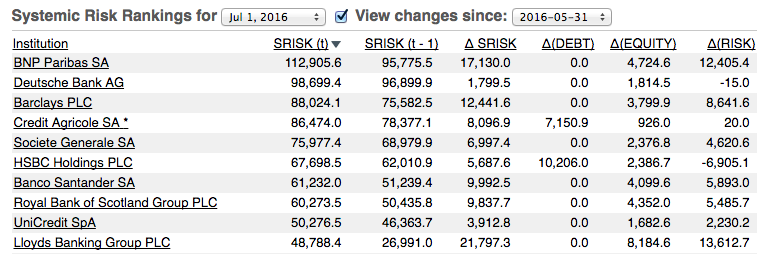 Systemic Risk Rankings for Jul 1, 2016 View changes since: 2016-05-31
Institution SRISK (t) ▼ SRISK (t - 1) Δ SRISK Δ(DEBT) Δ(EQUITY) Δ(RISK)
BNP Paribas SA 112,905.6 95,775.5 17,130.0 0.0 4,724.6 12,405.4
Deutsche Bank AG 98,699.4 96,899.9 1,799.5 0.0 1,814.5 -15.0
Barclays PLC 88,024.1 75,582.5 12,441.6 0.0 3,799.9 8,641.6
Credit Agricole SA * 86,474.0 78,377.1 8,096.9 7,150.9 926.0 20.0
Societe Generale SA 75,977.4 68,979.9 6,997.4 0.0 2,376.8 4,620.6
HSBC Holdings PLC 67,698.5 62,010.9 5,687.6 10,206.0 2,386.7 -6,905.1
Banco Santander SA 61,232.0 51,239.4 9,992.5 0.0 4,099.6 5,893.0
Royal Bank of Scotland Group PLC 60,273.5 50,435.8 9,837.7 0.0 4,352.0 5,485.7
UniCredit SpA 50,276.5 46,363.7 3,912.8 0.0 1,682.6 2,230.2
Lloyds Banking Group PLC 48,788.4 26,991.0 21,797.3 0.0 8,184.6 13,612.7